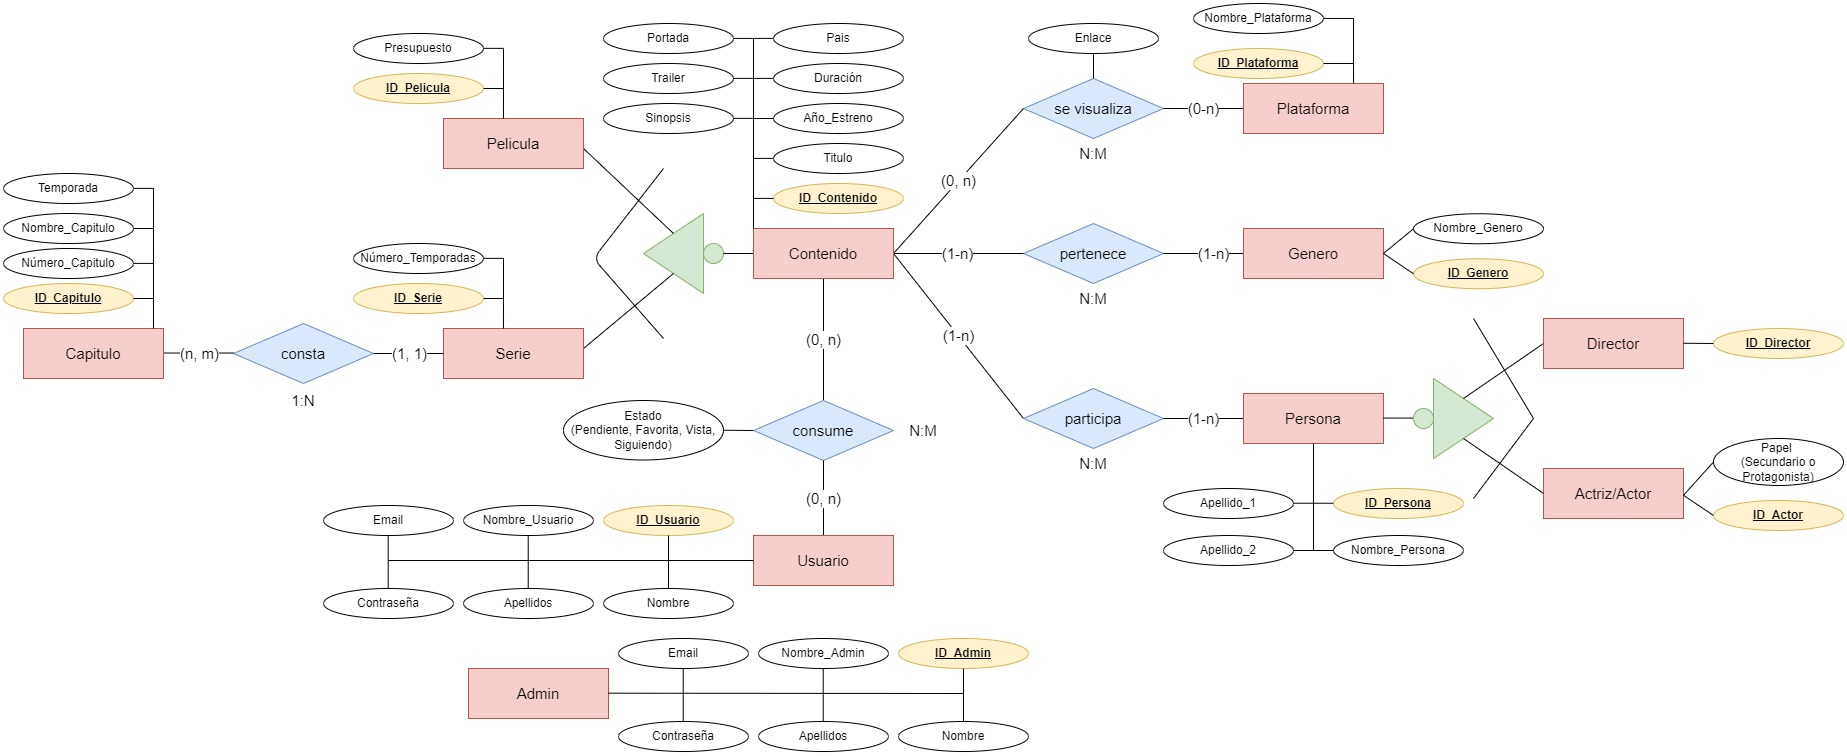 Presupuesto
ID_Pelicula
Pelicula
Portada
Pais
Trailer
Duración
Sinopsis
Año_Estreno
Titulo
ID_Contenido
Contenido
Enlace
se visualiza
N:M
(0-n)
(0, n)
Nombre_Plataforma
ID_Plataforma
Plataforma
Temporada
Nombre_Capitulo
Número_Capitulo
ID_Capitulo
Capitulo
(n, m)
consta
1:N
(1, 1)
Número_Temporadas
ID_Serie
Serie
(1-n)
pertenece
N:M
(1-n)
Genero
Nombre_Genero
ID_Genero
(1-n)
participa
N:M
(1-n)
Persona
Apellido_1
ID_Persona
Apellido_2
Nombre_Persona
Director
ID_Director
Actriz/Actor
Papel
(Secundario o
Protagonista)
ID_Actor
(0, n)
Estado
(Pendiente, Favorita, Vista,
Siguiendo)
consume
N:M
(0, n)
Email
Nombre_Usuario
ID_Usuario
Usuario
Contraseña
Apellidos
Nombre
Email
Nombre_Admin
ID_Admin
Admin
Contraseña
Apellidos
Nombre